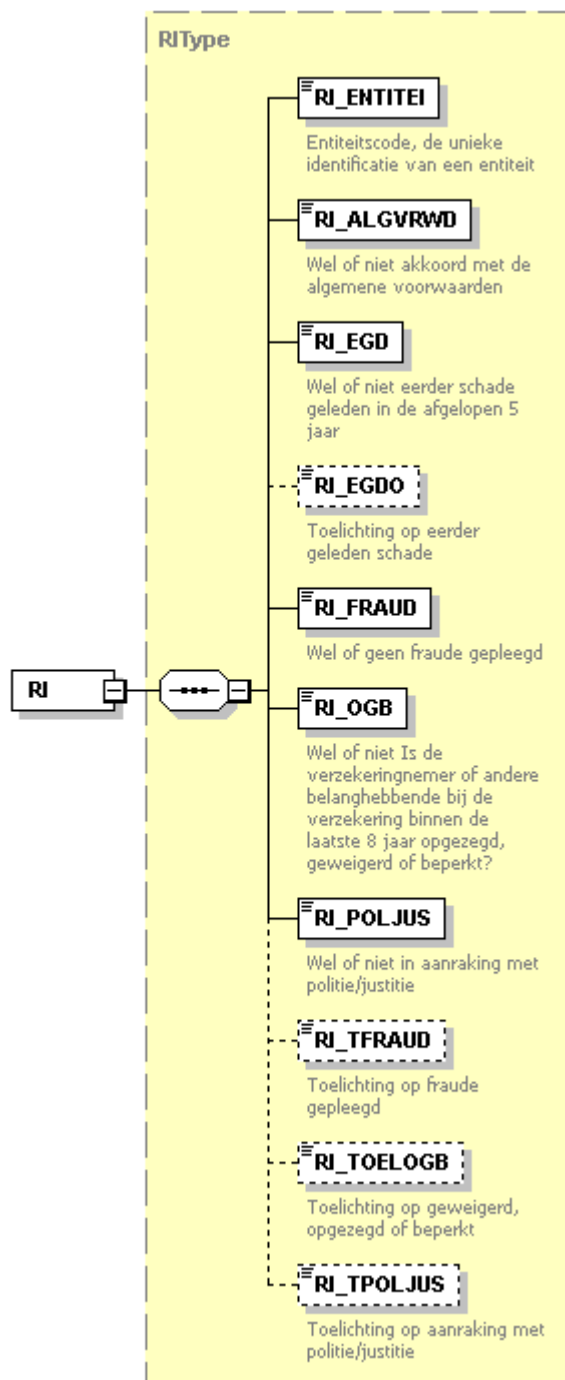 RIType
RI_ENTITEI
Entiteitscode, de unieke
identificatie van een entiteit
RI_ALGVRWD
Wel of niet akkoord met de
algemene voorwaarden
RI_EGD
Wel of niet eerder schade
geleden in de afgelopen 5
jaar
RI_EGDO
Toelichting op eerder
geleden schade
RI_FRAUD
Wel of geen fraude gepleegd
RI
RI_OGB
Wel of niet Is de
verzekeringnemer of andere
belanghebbende bij de
verzekering binnen de
laatste 8 jaar opgezegd,
geweigerd of beperkt?
RI_POLJUS
Wel of niet in aanraking met
politie/justitie
RI_TFRAUD
Toelichting op fraude
gepleegd
RI_TOELOGB
Toelichting op geweigerd,
opgezegd of beperkt
RI_TPOLJUS
Toelichting op aanraking met
politie/justitie